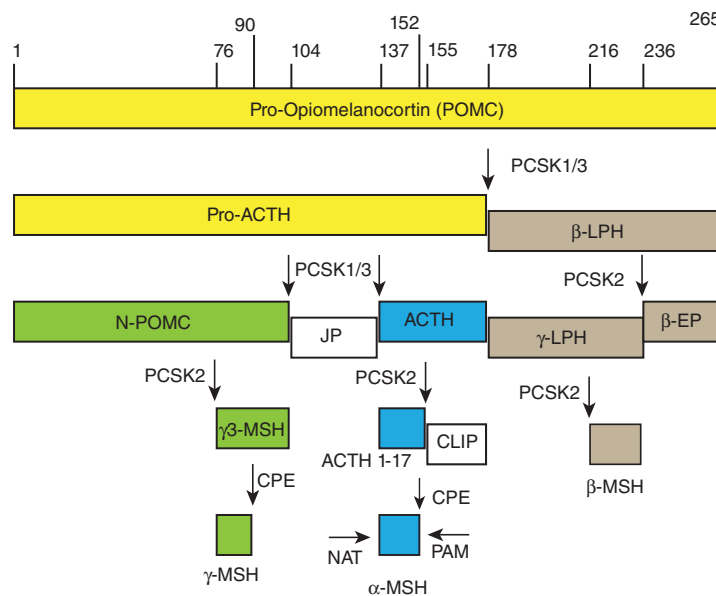 265
152
90
1 76 104 137 155 178 216 236
Pro-Opiomelanocortin (POMC)
PCSK1/3
Pro-ACTH
β-LPH
PCSK1/3 PCSK2
N-POMC JP ACTH γ-LPH β-EP
PCSK2 PCSK2 PCSK2
γ3-MSH CLIP
ACTH 1-17
β-MSH
CPE CPE
NAT PAM
γ-MSH α-MSH